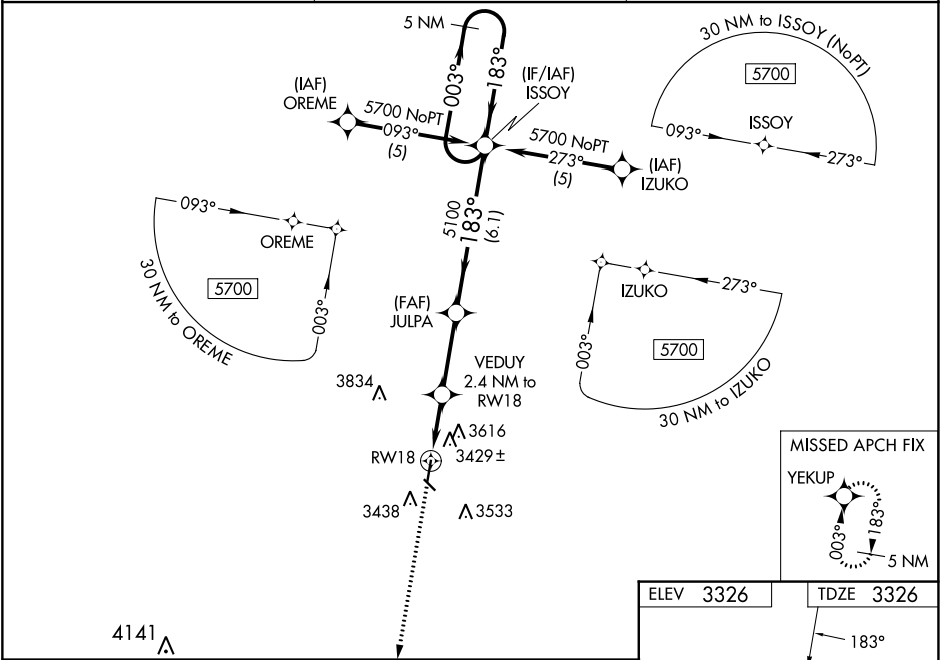 5 NM
003°
183°
(IF/IAF)
ISSOY
(IAF)
OREME
5700 NoPT
093°
(5)
5700 NoPT
273°
(5)
(IAF)
IZUKO
30 NM to ISSOY (NoPT)
5700
093°
ISSOY
273°
093°
OREME
5700
003°
30 NM to OREME
5100
183°
(6.1)
IZUKO
273°
003°
5700
30 NM to IZUKO
(FAF)
JULPA
VEDUY
2.4 NM to
RW18
3834
3616
3429±
RW18
3438
3533
4141
MISSED APCH FIX
YEKUP
003°
183°
5 NM
ELEV 3326
TDZE 3326
183°